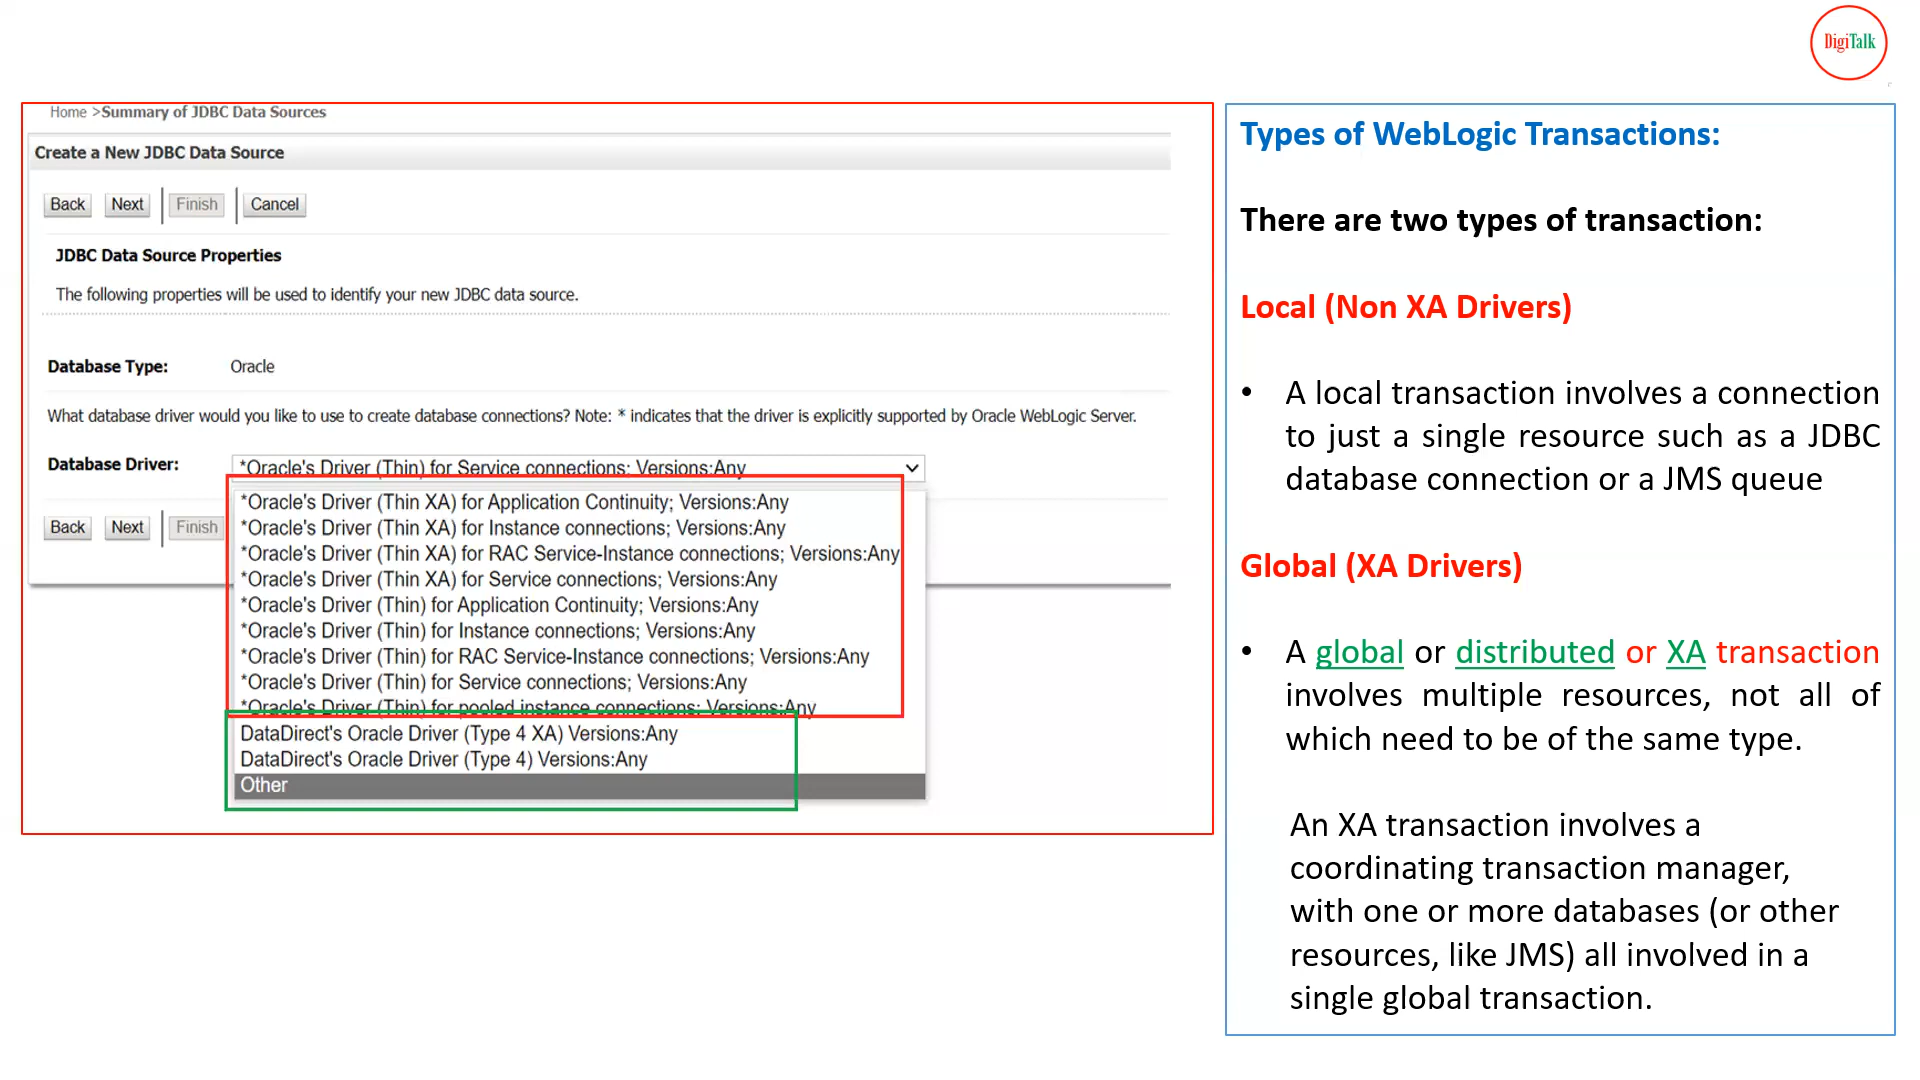 DigiTalk
Home >Summary of JDBC Data Sources
Create a New JDBC Data Source
Back Next Finish Cancel
JDBC Data Source Properties
The following properties will be used to identify your new JDBC data source.
Database Type: Oracle
What database driver would you like to use to create database connections? Note: * indicates that the driver is explicitly supported by Oracle WebLogic Server.
Database Driver: *Oracle's Driver (Thin) for Service connections; Versions:Any
*Oracle's Driver (Thin XA) for Application Continuity; Versions:Any
Back Next Finish *Oracle's Driver (Thin XA) for Instance connections; Versions:Any
*Oracle's Driver (Thin XA) for RAC Service-Instance connections; Versions:Any
*Oracle's Driver (Thin XA) for Service connections; Versions:Any
*Oracle's Driver (Thin) for Application Continuity; Versions:Any
*Oracle's Driver (Thin) for Instance connections; Versions:Any
*Oracle's Driver (Thin) for RAC Service-Instance connections; Versions:Any
*Oracle's Driver (Thin) for Service connections; Versions:Any
*Oracle's Driver (Thin) for pooled instance connections; Versions:Any
DataDirect's Oracle Driver (Type 4 XA) Versions:Any
DataDirect's Oracle Driver (Type 4) Versions:Any
Other
Types of WebLogic Transactions:
There are two types of transaction:
Local (Non XA Drivers)
• A local transaction involves a connection
to just a single resource such as a JDBC
database connection or a JMS queue
Global (XA Drivers)
• A global or distributed or XA transaction
involves multiple resources, not all of
which need to be of the same type.
An XA transaction involves a
coordinating transaction manager,
with one or more databases (or other
resources, like JMS) all involved in a
single global transaction.